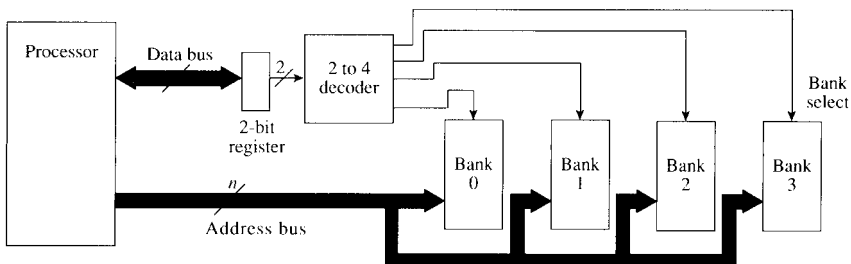 Processor
Data bus
2-bit
register
2
2 to 4
decoder
Bank
select
Bank
0
Bank
1
Bank
2
Bank
3
n
Address bus